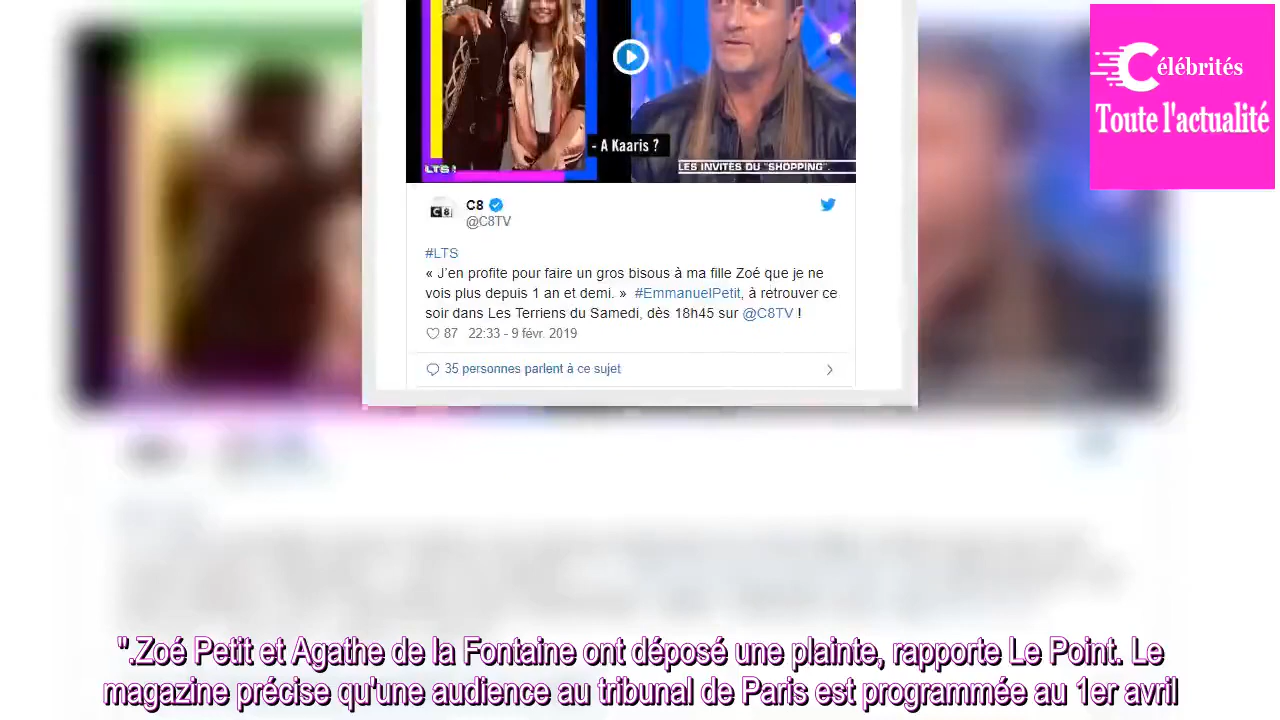 Célébrités
Toute l'actualité
- A Kaaris ?
LTS!
LES INVITÉS DU "SHOPPING".
C8
C8
@C8TV
#LTS
« J'en profite pour faire un gros bisous à ma fille Zoé que je ne
vois plus depuis 1 an et demi. » #EmmanuelPetit, à retrouver ce
soir dans Les Terriens du Samedi, dès 18h45 sur @C8TV !
87 22:33 - 9 févr. 2019
35 personnes parlent à ce sujet
".Zoé Petit et Agathe de la Fontaine ont déposé une plainte, rapporte Le Point. Le
magazine précise qu'une audience au tribunal de Paris est programmée au 1er avril